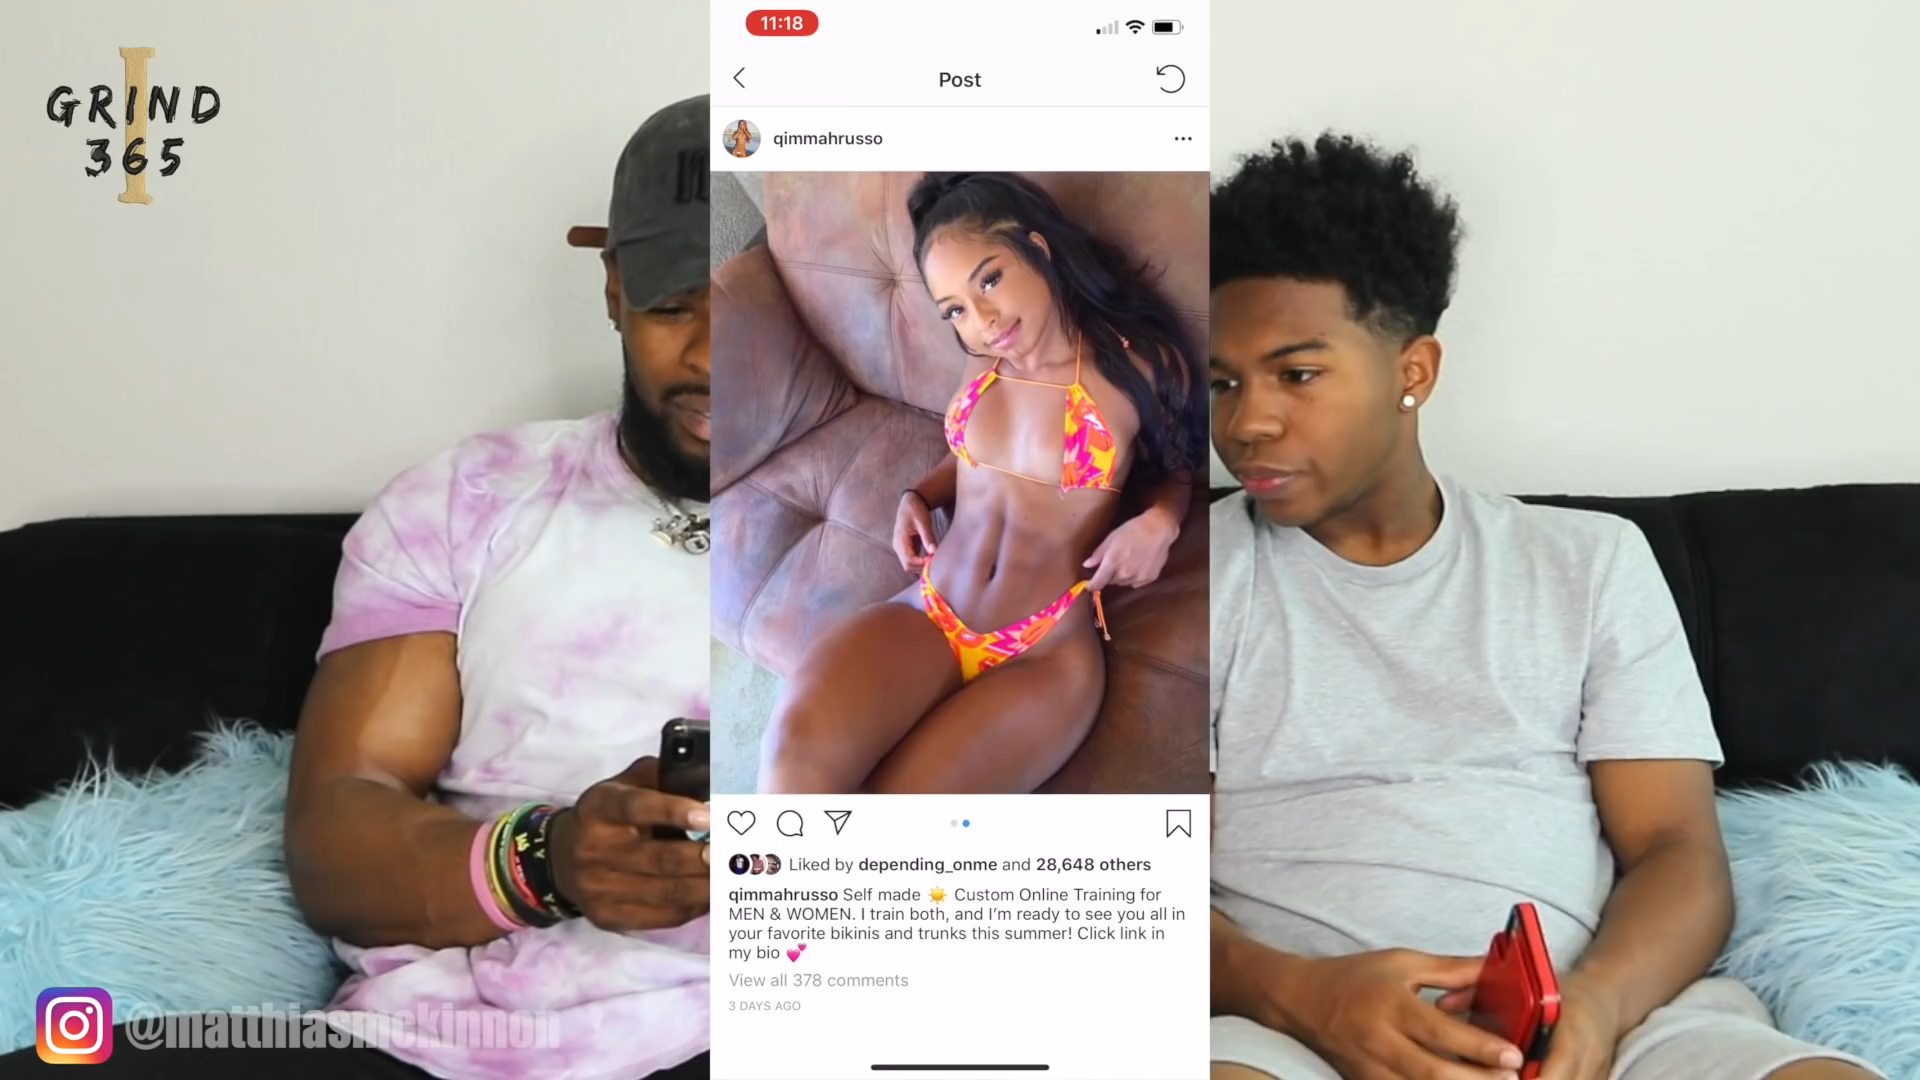 I
GRIND
365
11:18
Post
qimmahrusso
Liked by depending_onme and 28,648 others
qimmahrusso Self made ☀️ Custom Online Training for
MEN & WOMEN. I train both, and I'm ready to see you all in
your favorite bikinis and trunks this summer! Click link in
my bio 💕
View all 378 comments
3 DAYS AGO
@matthiasmckinnon